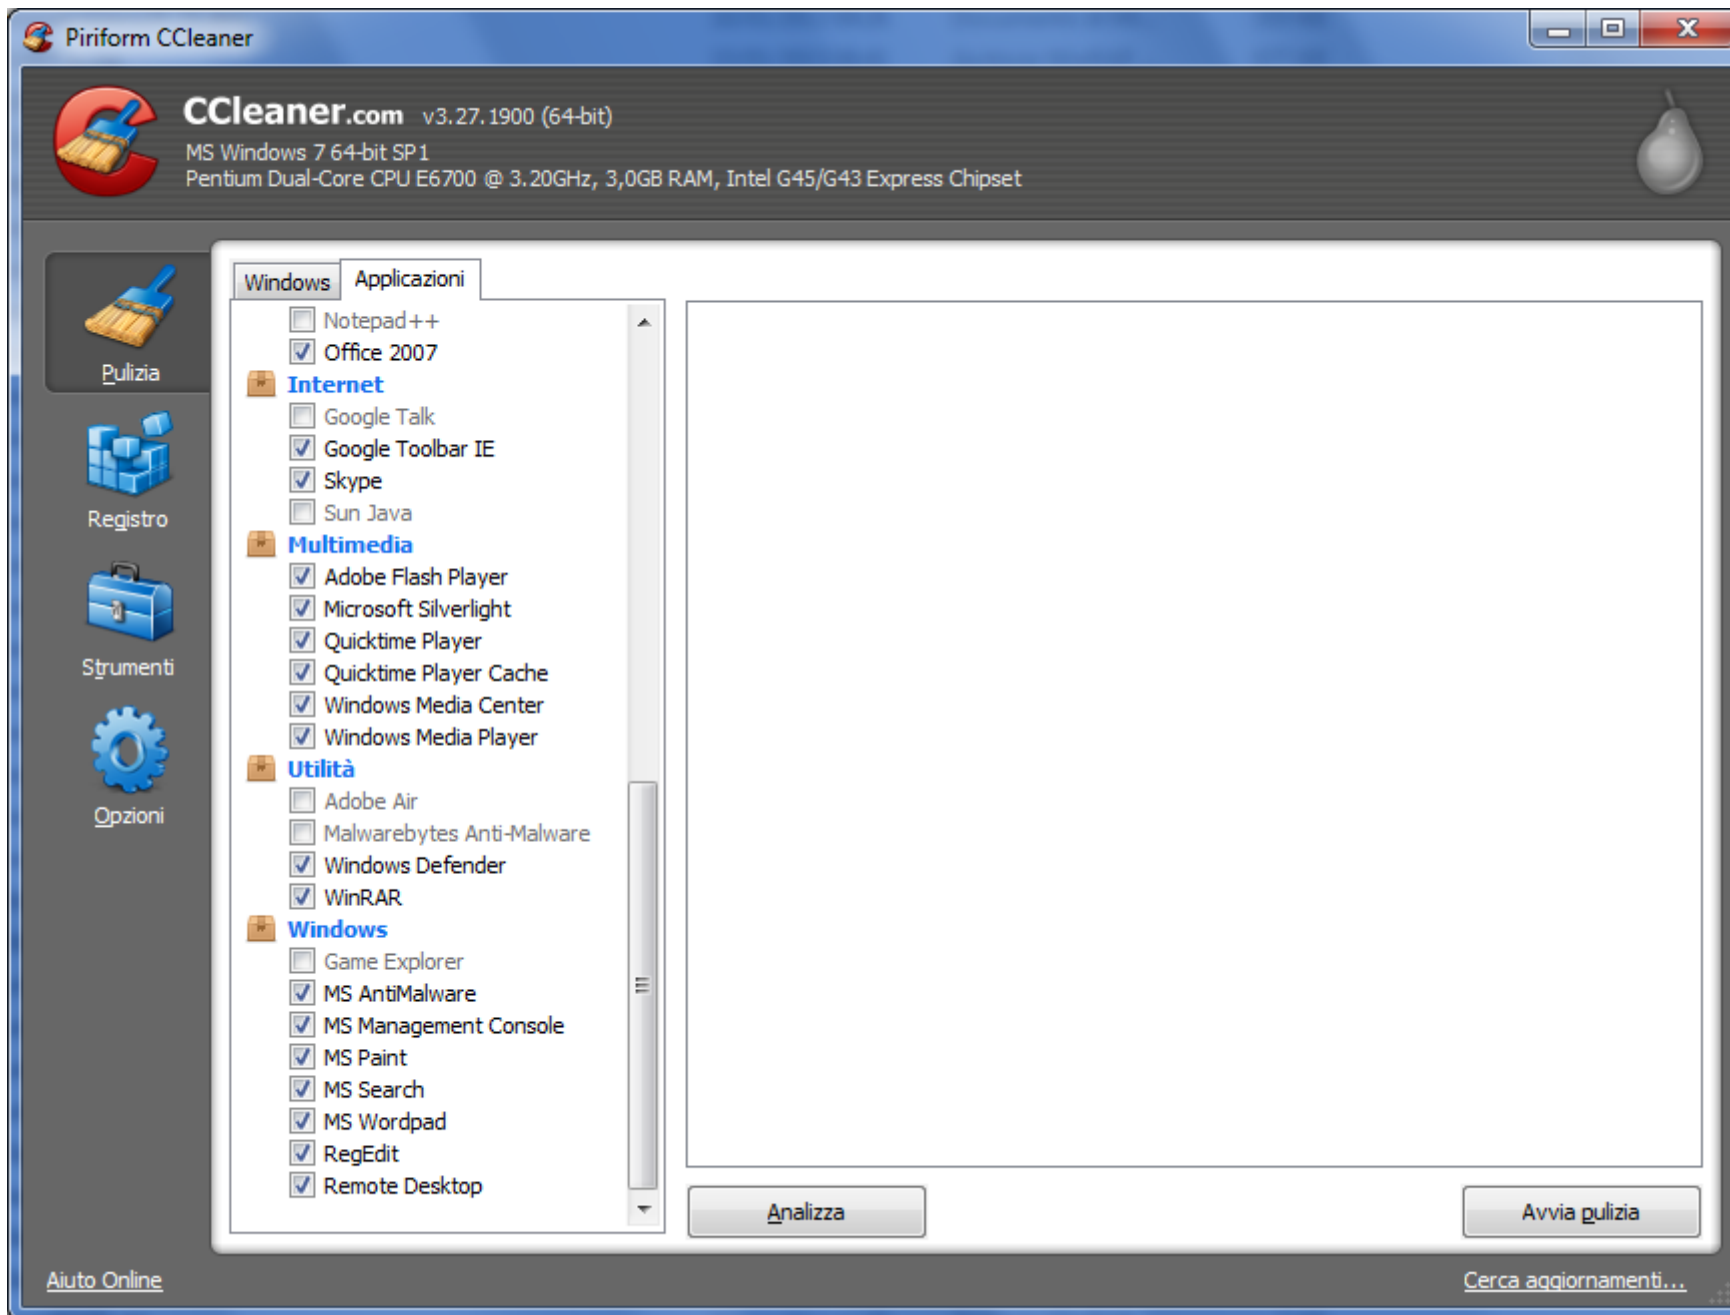 Piriform CCleaner
CCleaner.com v3.27.1900 (64-bit)
MS Windows 7 64-bit SP1
Pentium Dual-Core CPU E6700 @ 3.20GHz, 3,0GB RAM, Intel G45/G43 Express Chipset
Pulizia
Registro
Strumenti
Opzioni
Windows
Applicazioni
Notepad++
Office 2007
Internet
Google Talk
Google Toolbar IE
Skype
Sun Java
Multimedia
Adobe Flash Player
Microsoft Silverlight
Quicktime Player
Quicktime Player Cache
Windows Media Center
Windows Media Player
Utilità
Adobe Air
Malwarebytes Anti-Malware
Windows Defender
WinRAR
Windows
Game Explorer
MS AntiMalware
MS Management Console
MS Paint
MS Search
MS Wordpad
RegEdit
Remote Desktop
Analizza
Avvia pulizia
Aiuto Online
Cerca aggiornamenti...